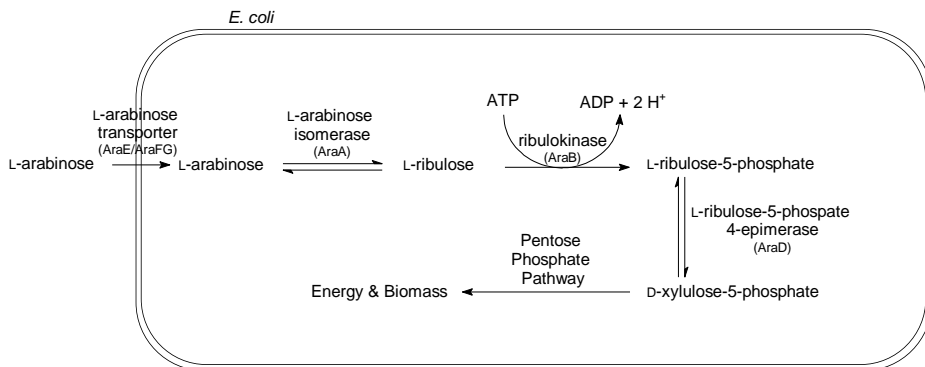 E. coli
L-arabinose
transporter
(AraE/AraFG)
L-arabinose
L-arabinose
L-arabinose
isomerase
(AraA)
L-ribulose
ATP
ADP + 2 H⁺
ribulokinase
(AraB)
L-ribulose-5-phosphate
L-ribulose-5-phospate
4-epimerase
(AraD)
D-xylulose-5-phosphate
Pentose
Phosphate
Pathway
Energy & Biomass